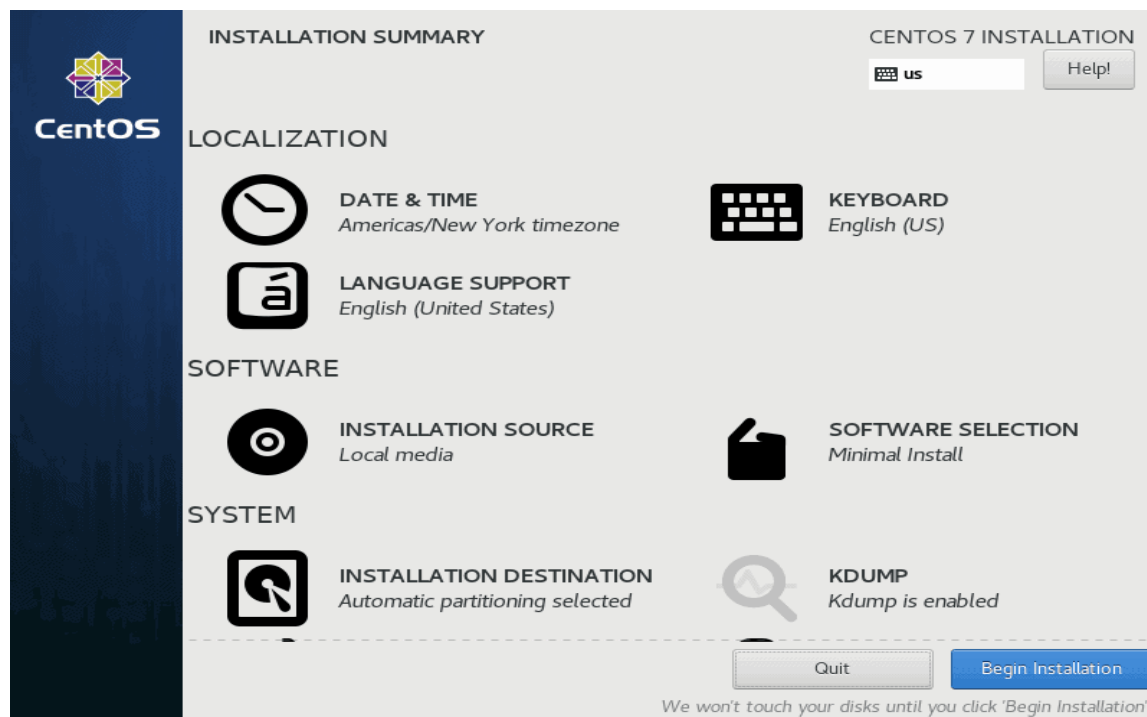 INSTALLATION SUMMARY
CENTOS 7 INSTALLATION
us
Help!
CentOS
LOCALIZATION
DATE & TIME
Americas/New York timezone
KEYBOARD
English (US)
á
LANGUAGE SUPPORT
English (United States)
SOFTWARE
INSTALLATION SOURCE
Local media
SOFTWARE SELECTION
Minimal Install
SYSTEM
INSTALLATION DESTINATION
Automatic partitioning selected
KDUMP
Kdump is enabled
Quit
Begin Installation
We won't touch your disks until you click 'Begin Installation'